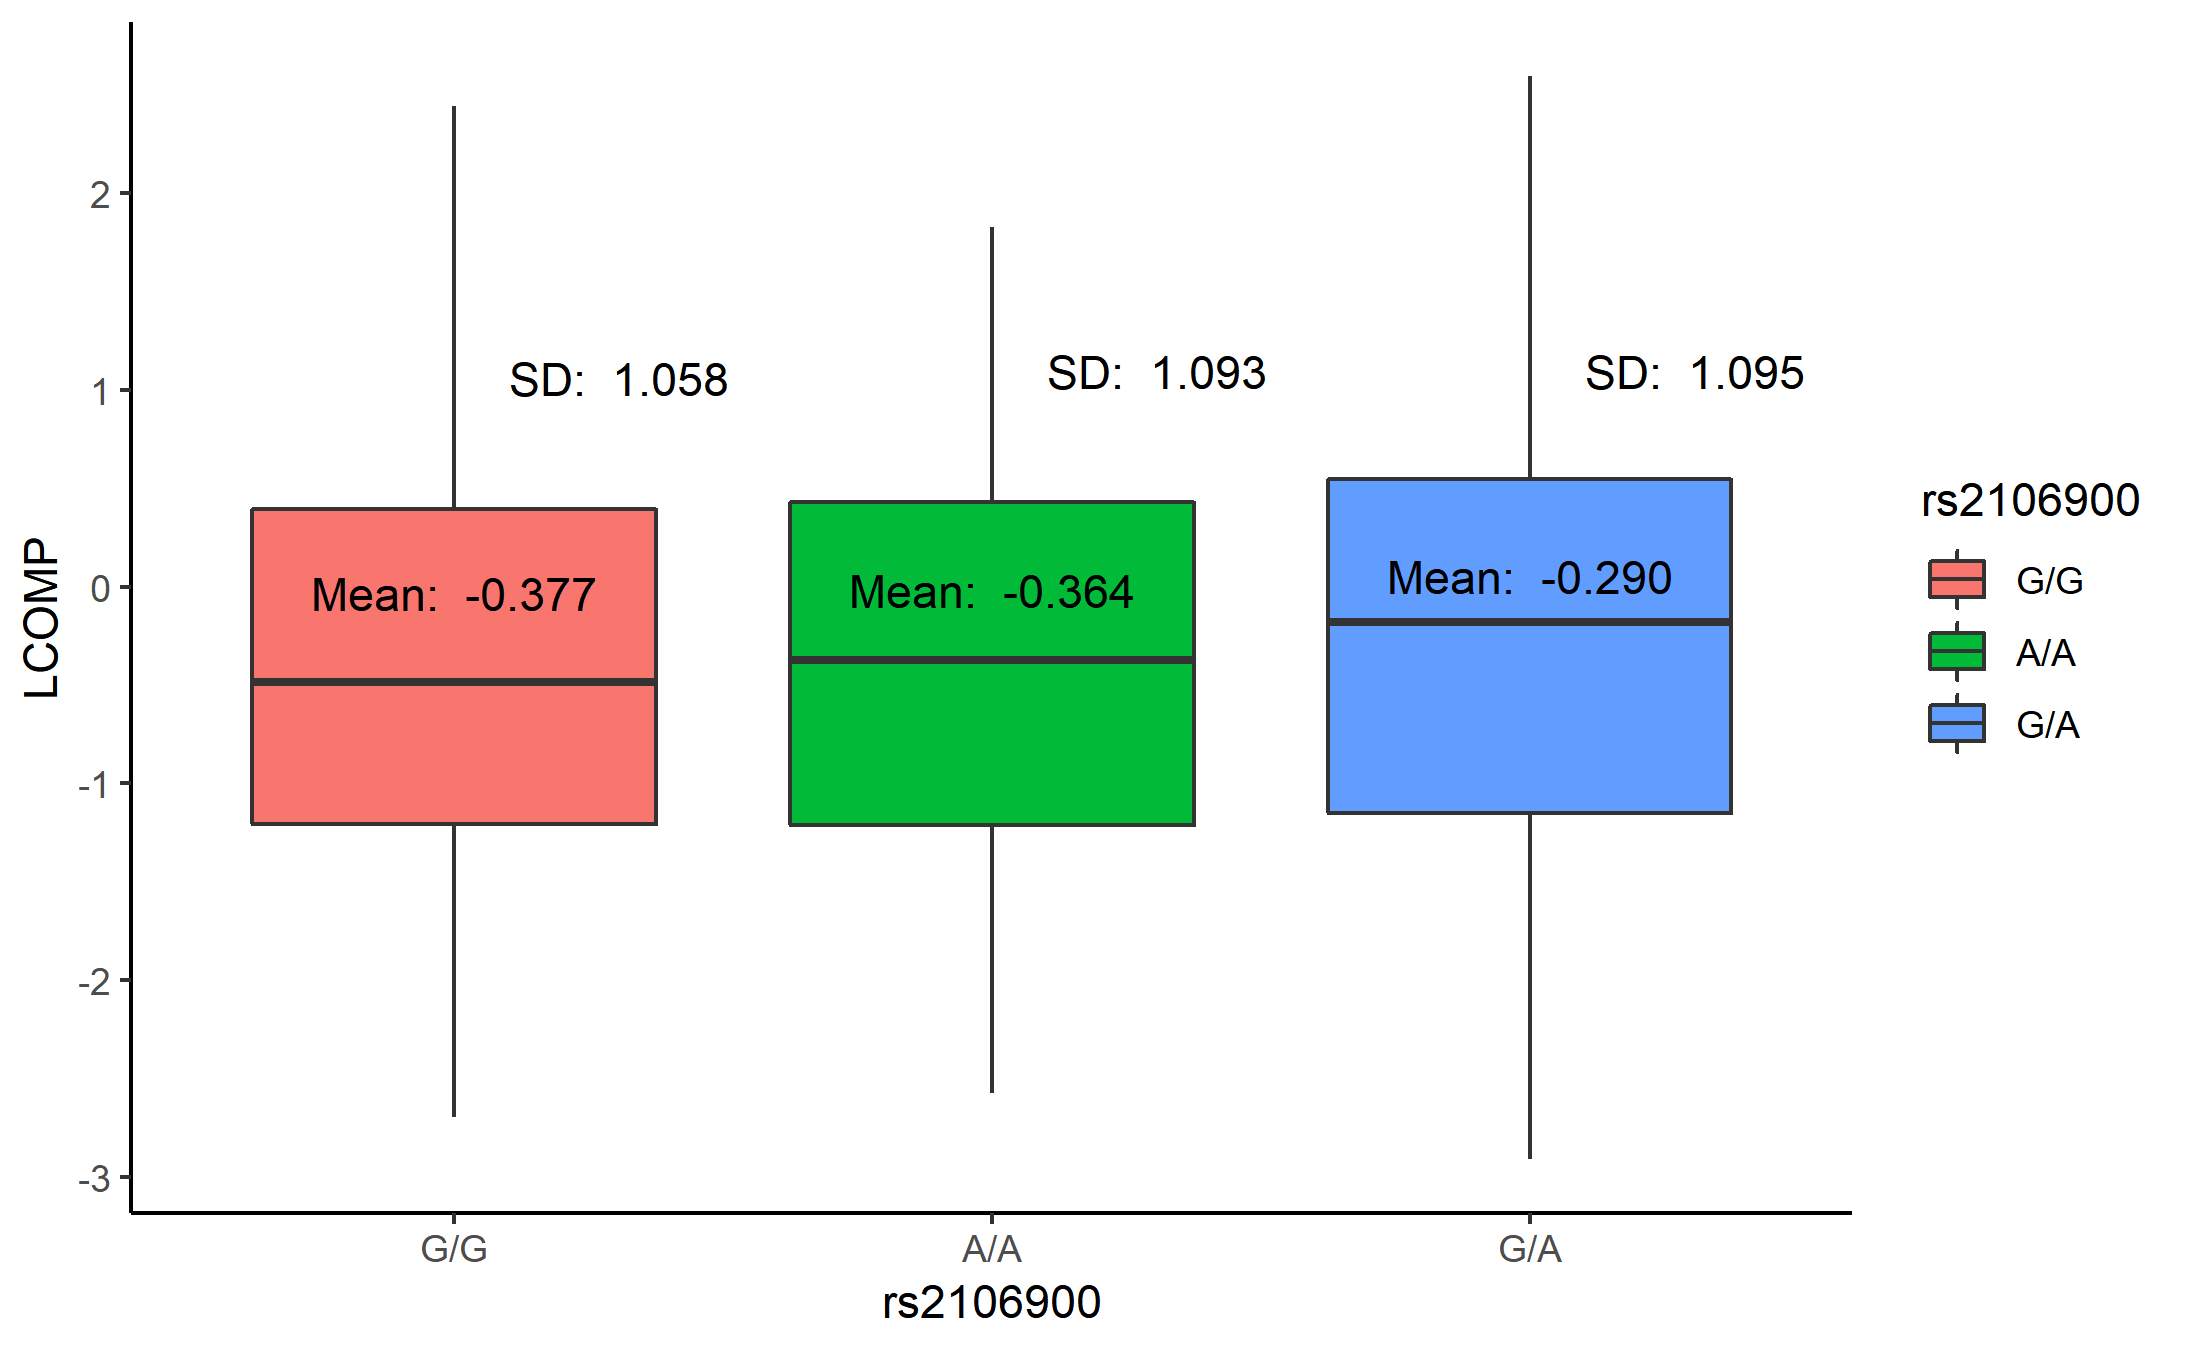 LCOMP
2
1
0
-1
-2
-3
SD:  1.058
SD:  1.093
SD:  1.095
Mean:  -0.377
Mean:  -0.364
Mean:  -0.290
G/G
A/A
G/A
rs2106900
rs2106900
G/G
A/A
G/A